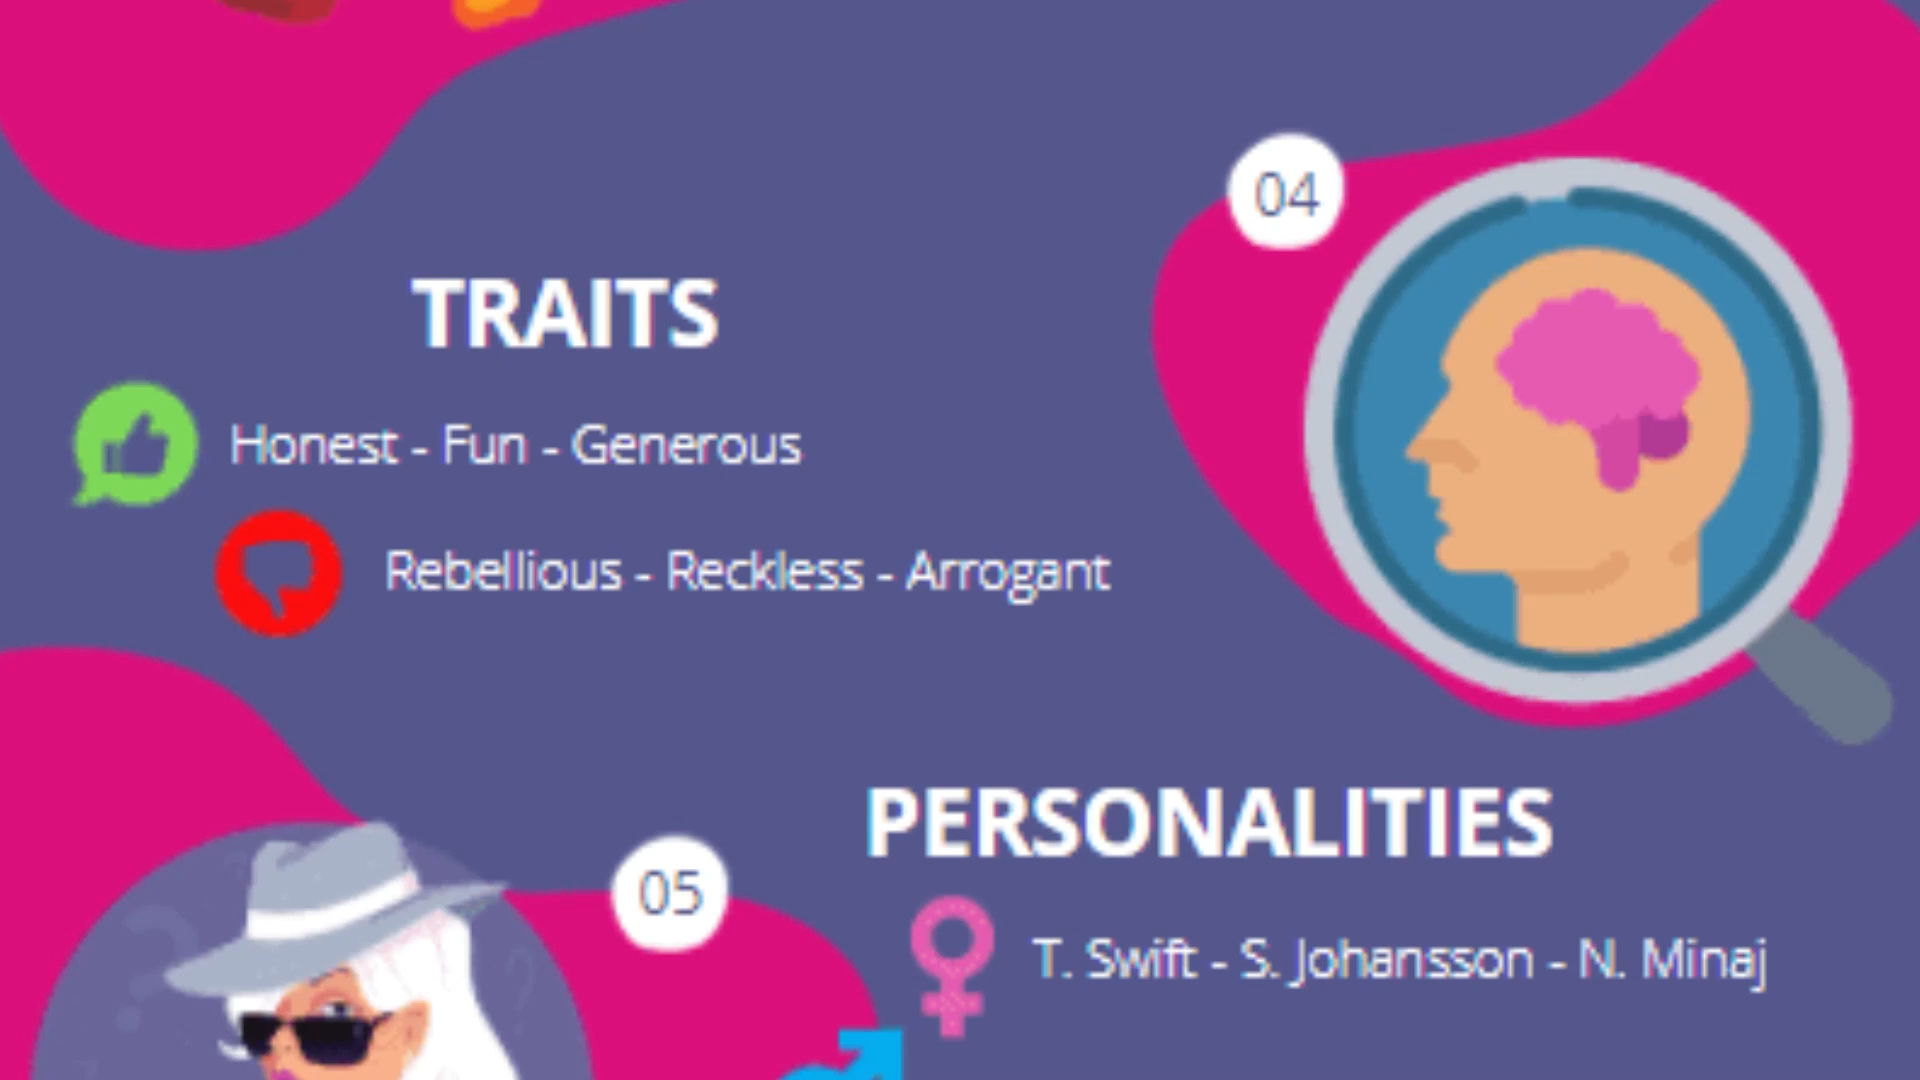 04
TRAITS
Honest - Fun - Generous
Rebellious - Reckless - Arrogant
PERSONALITIES
05
T. Swift - S. Johansson - N. Minaj